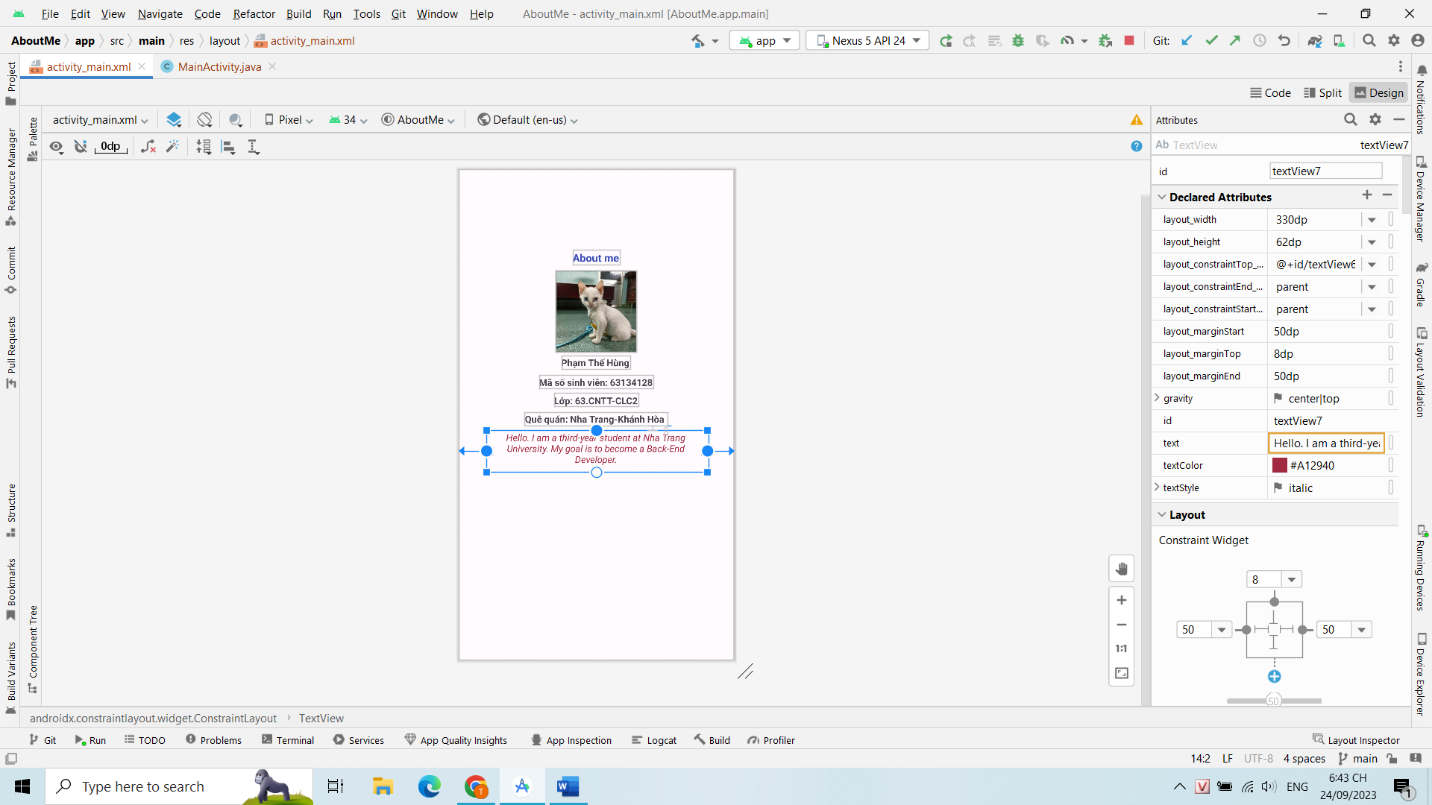 File Edit View Navigate Code Refactor Build Run Tools Git Window Help AboutMe - activity_main.xml [AboutMe.app.main]
AboutMe app src main res layout activity_main.xml app Nexus 5 API 24 Git:
activity_main.xml MainActivity.java
Code Split Design
activity_main.xml Pixel 34 AboutMe Default (en-us)
0dp
Project
Resource Manager
Commit
Pull Requests
Structure
Bookmarks
Build Variants
Palette
Component Tree
About me
Phạm Thế Hùng
Mã số sinh viên: 63134128
Lớp: 63.CNTT-CLC2
Quê quán: Nha Trang-Khánh Hòa
Hello. I am a third-year student at Nha Trang
University. My goal is to become a Back-End
Developer.
1:1
Attributes
Ab TextView textView7
id textView7
Declared Attributes
layout_width 330dp
layout_height 62dp
layout_constraintTop_... @+id/textView6
layout_constraintEnd_... parent
layout_constraintStart... parent
layout_marginStart 50dp
layout_marginTop 8dp
layout_marginEnd 50dp
gravity center|top
id textView7
text Hello. I am a third-yea
textColor #A12940
textStyle italic
Layout
Constraint Widget
8
50 50
50
Notifications
Device Manager
Gradle
Layout Validation
Running Devices
Device Explorer
androidx.constraintlayout.widget.ConstraintLayout TextView
Git Run TODO Problems Terminal Services App Quality Insights App Inspection Logcat Build Profiler Layout Inspector
14:2 LF UTF-8 4 spaces main
Type here to search ENG 6:43 CH
24/09/2023
1